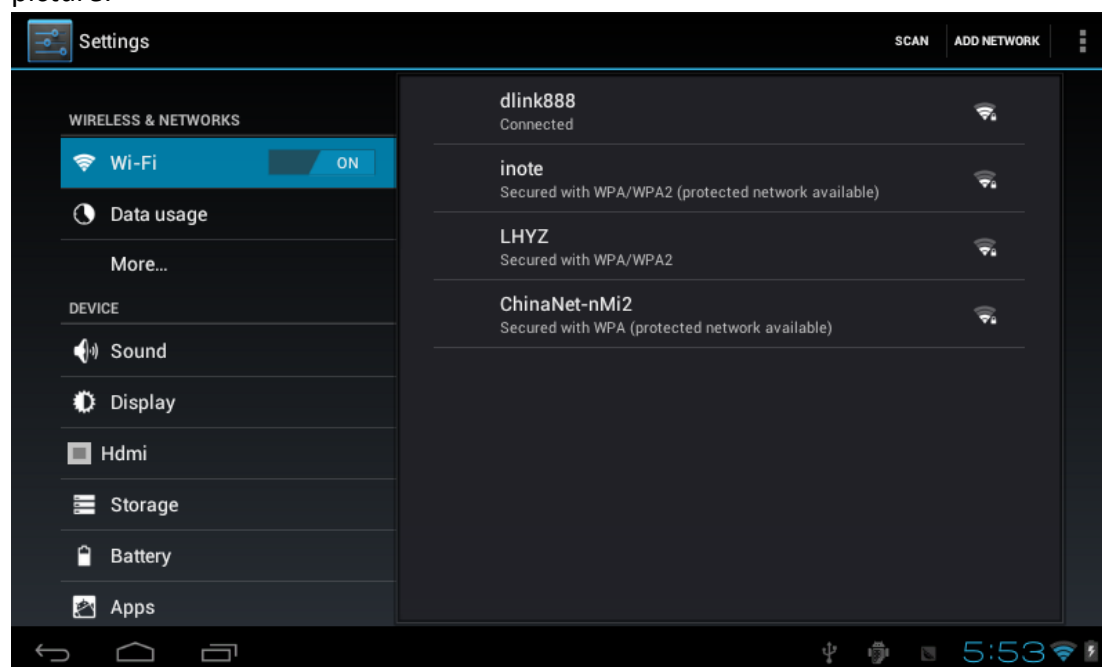 Settings
SCAN
ADD NETWORK
WIRELESS & NETWORKS
Wi-Fi
ON
Data usage
More...
DEVICE
Sound
Display
Hdmi
Storage
Battery
Apps
dlink888
Connected
inote
Secured with WPA/WPA2 (protected network available)
LHYZ
Secured with WPA/WPA2
ChinaNet-nMi2
Secured with WPA (protected network available)
5:53